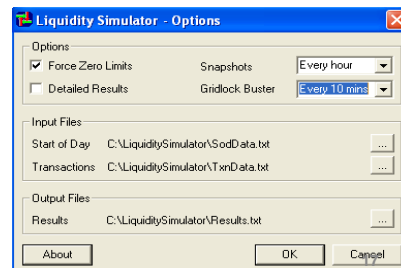 Liquidity Simulator - Options
Options
Force Zero Limits Snapshots Every hour
Detailed Results Gridlock Buster Every 10 mins
Input Files
Start of Day C:\LiquiditySimulator\SodData.txt ...
Transactions C:\LiquiditySimulator\TxnData.txt ...
Output Files
Results C:\LiquiditySimulator\Results.txt ...
About OK Cancel
17